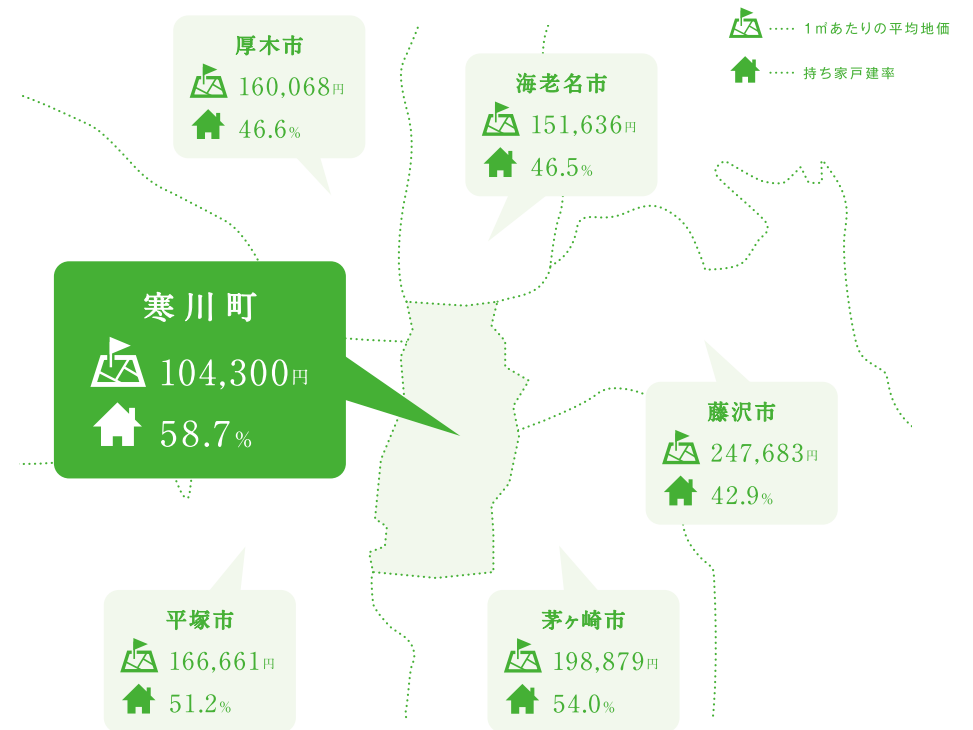 1㎡あたりの平均地価
持ち家戸建率
厚木市
160,068円
46.6%
海老名市
151,636円
46.5%
寒川町
104,300円
58.7%
藤沢市
247,683円
42.9%
平塚市
166,661円
51.2%
茅ヶ崎市
198,879円
54.0%